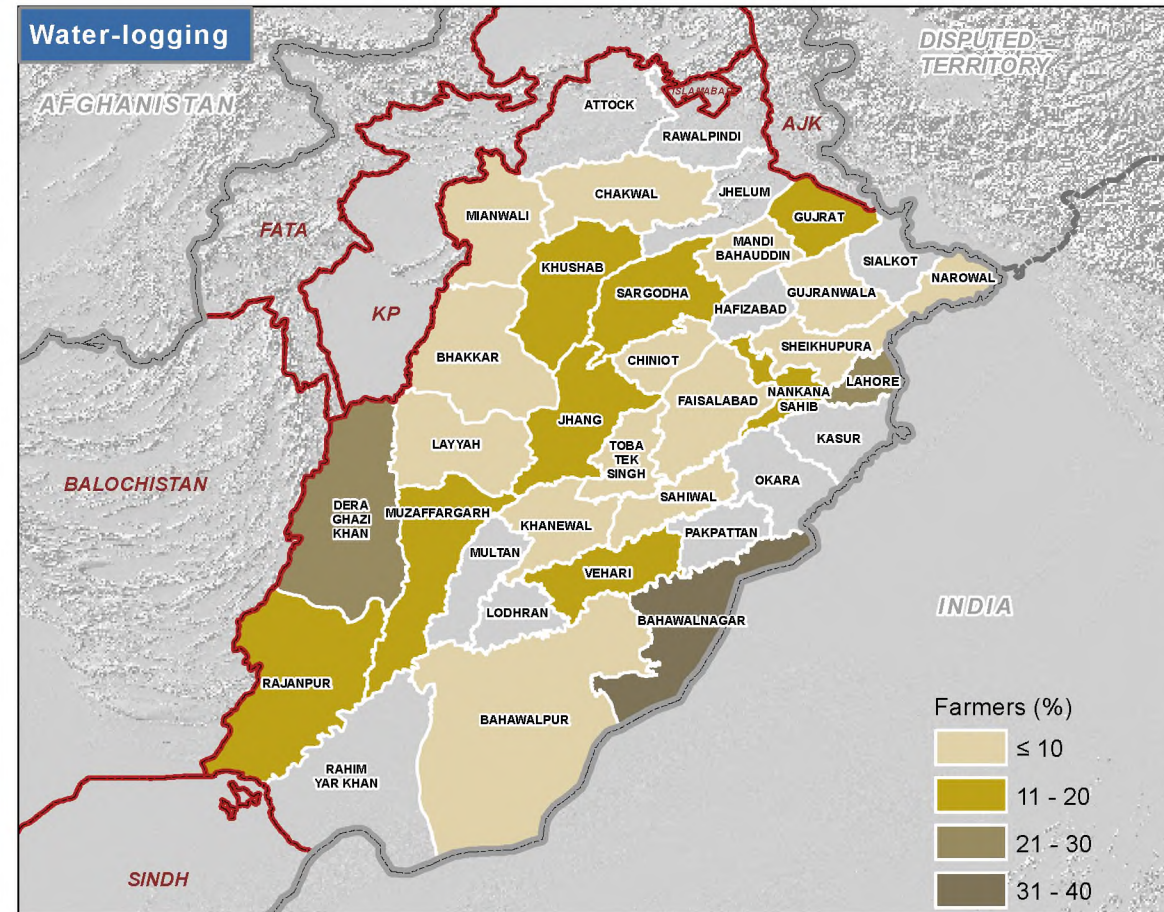 Water-logging
DISPUTED
TERRITORY
AFGHANISTAN
ISLAMABAD
ATTOCK
RAWALPINDI
AJK
CHAKWAL
JHELUM
MIANWALI
GUJRAT
FATA
MANDI
BAHAUDDIN
KHUSHAB
SIALKOT
NAROWAL
SARGODHA
GUJRANWALA
HAFIZABAD
KP
SHEIKHUPURA
BHAKKAR
CHINIOT
LAHORE
NANKANA
SAHIB
FAISALABAD
JHANG
KASUR
LAYYAH
TOBA
TEK
SINGH
OKARA
BALOCHISTAN
SAHIWAL
DERA
GHAZI
KHAN
MUZAFFARGARH
KHANEWAL
PAKPATTAN
MULTAN
VEHARI
INDIA
LODHRAN
BAHAWALNAGAR
RAJANPUR
BAHAWALPUR
RAHIM
YAR KHAN
SINDH
Farmers (%)
≤ 10
11 - 20
21 - 30
31 - 40